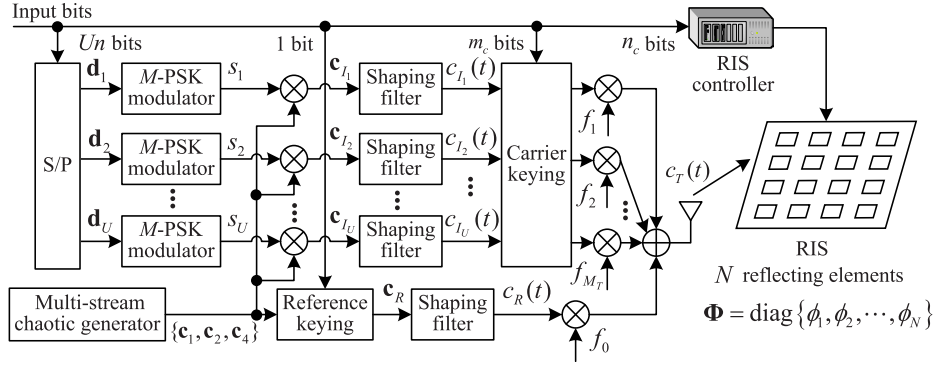 Input bits
Un bits
1 bit
m_c bits
n_c bits
RIS
controller
S/P
d_1
M-PSK
modulator
s_1
c_{I_1}
Shaping
filter
c_{I_1}(t)
f_1
d_2
M-PSK
modulator
s_2
c_{I_2}
Shaping
filter
c_{I_2}(t)
Carrier
keying
f_2
c_T(t)
d_U
M-PSK
modulator
s_U
c_{I_U}
Shaping
filter
c_{I_U}(t)
f_{M_T}
RIS
N reflecting elements
Φ = diag{ϕ_1, ϕ_2, ⋯, ϕ_N}
Multi-stream
chaotic generator
{c_1, c_2, c_4}
Reference
keying
c_R
Shaping
filter
c_R(t)
f_0